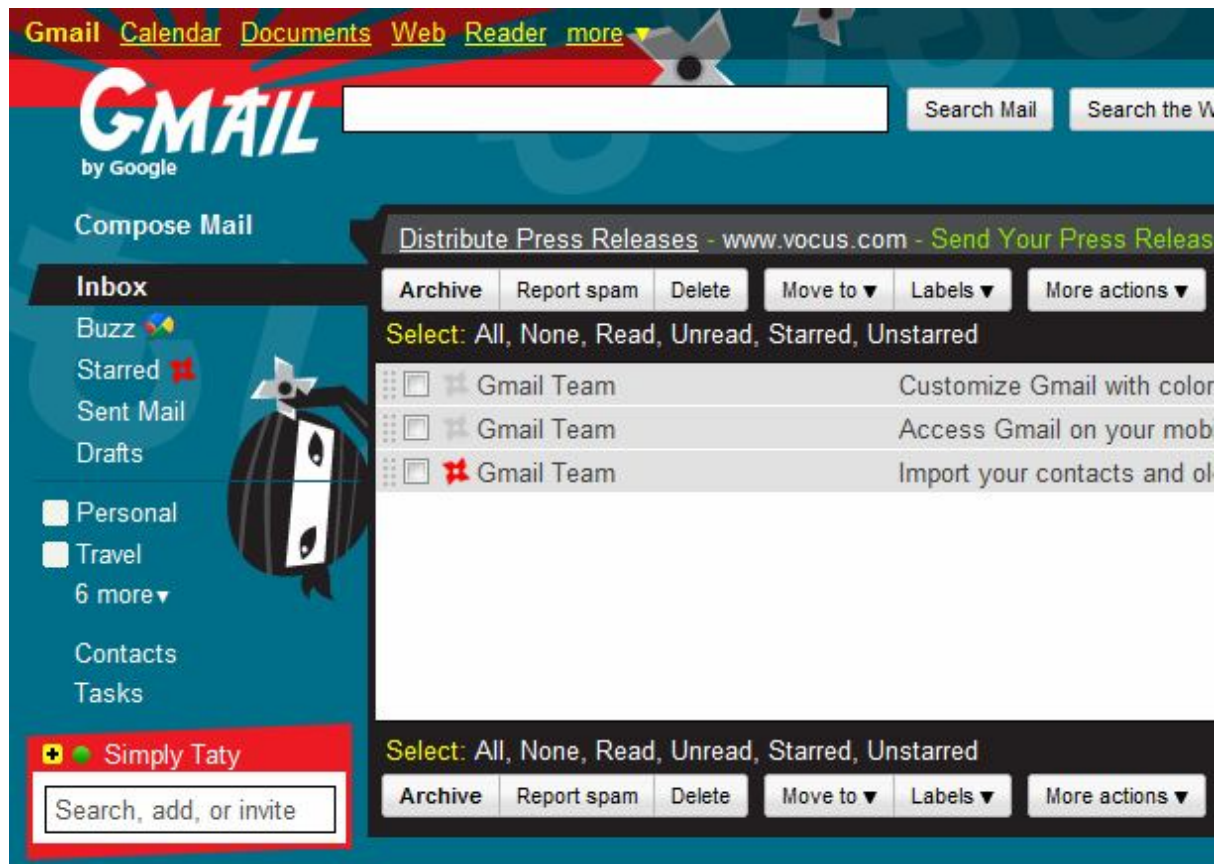 Gmail Calendar Documents Web Reader more ▼
GMAIL
by Google
Search Mail Search the W
Compose Mail
Distribute Press Releases - www.vocus.com - Send Your Press Releas
Inbox
Archive Report spam Delete Move to ▼ Labels ▼ More actions ▼
Buzz
Select: All, None, Read, Unread, Starred, Unstarred
Starred
Gmail Team Customize Gmail with color
Sent Mail
Gmail Team Access Gmail on your mobi
Drafts
Gmail Team Import your contacts and ol
Personal
Travel
6 more ▼
Contacts
Tasks
Simply Taty
Search, add, or invite
Select: All, None, Read, Unread, Starred, Unstarred
Archive Report spam Delete Move to ▼ Labels ▼ More actions ▼